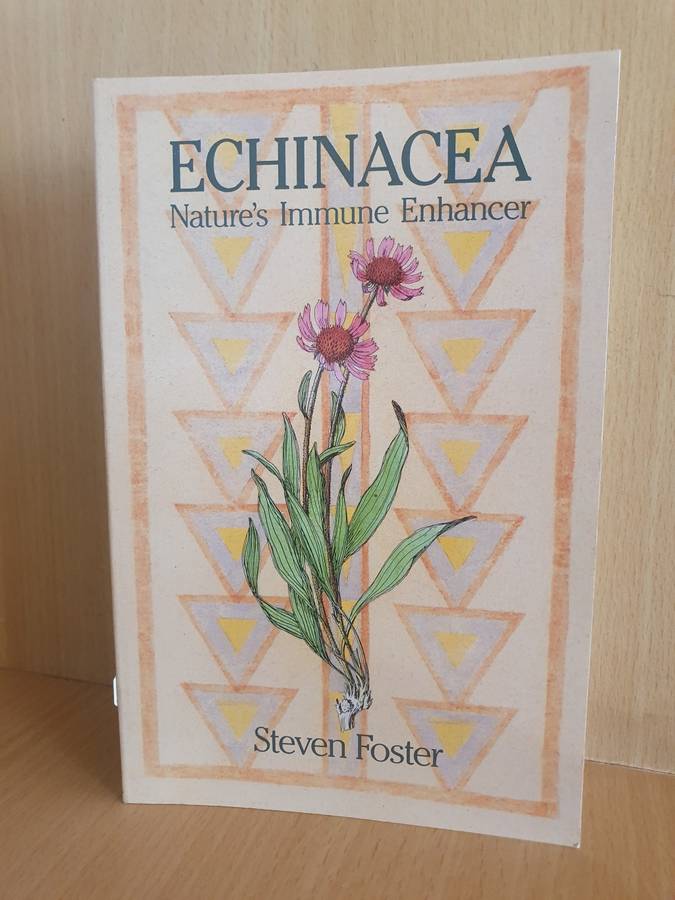 ECHINACEA
Nature's Immune Enhancer
Steven Foster